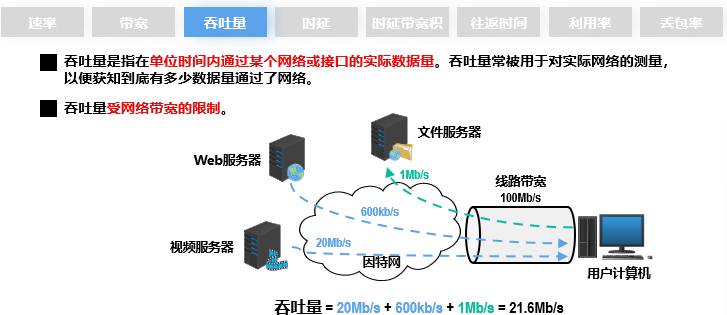 速率 带宽 吞吐量 时延 时延带宽积 往返时间 利用率 丢包率
吞吐量是指在单位时间内通过某个网络或接口的实际数据量。吞吐量常被用于对实际网络的测量，
以便获知到底有多少数据量通过了网络。
吞吐量受网络带宽的限制。
文件服务器
Web服务器
1Mb/s
线路带宽
100Mb/s
600kb/s
视频服务器
20Mb/s
因特网
用户计算机
吞吐量 = 20Mb/s + 600kb/s + 1Mb/s = 21.6Mb/s